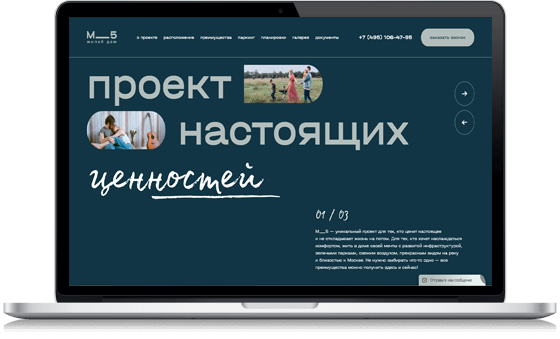 М__5
жилой дом
о проекте расположение преимущества паркинг планировки галерея документы
+7 (495) 106-47-95
заказать звонок
проект
настоящих
ценностей
01 / 03
М__5 — уникальный проект для тех, кто ценит настоящее
и не откладывает жизнь на потом. Для тех, кто хочет наслаждаться
комфортом, жить в доме своей мечты с развитой инфраструктурой,
зелеными парками, свежим воздухом, прекрасным видом на реку
и близостью к Москве. Не нужно выбирать что-то одно — все
преимущества можно получить здесь и сейчас!
Отправьте нам сообщение